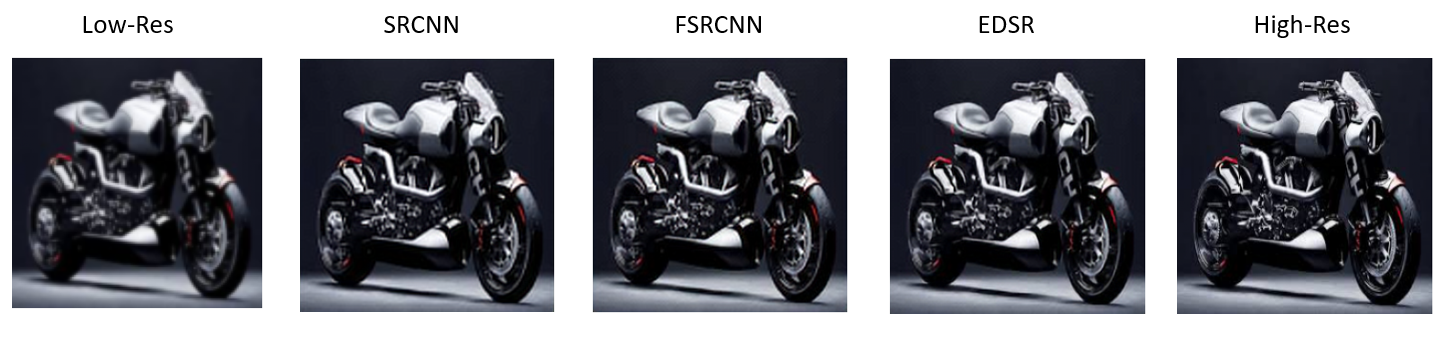 Low-Res
SRCNN
FSRCNN
EDSR
High-Res